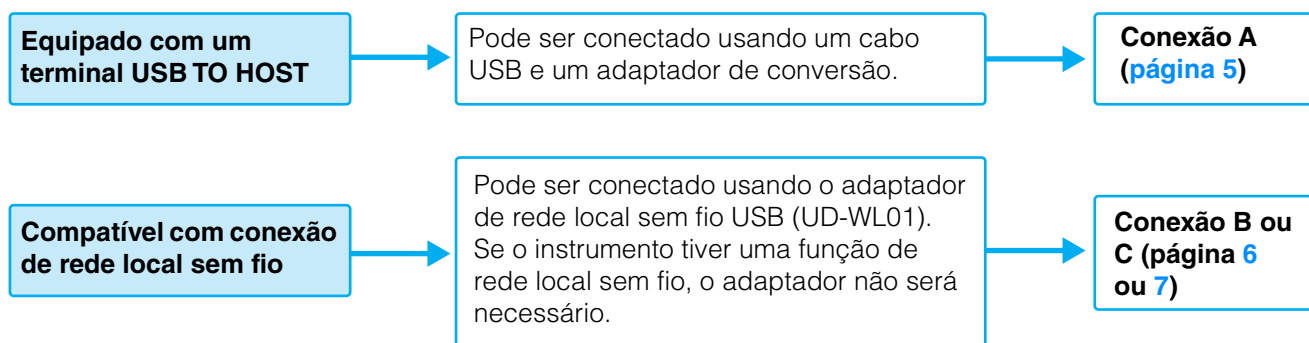 Equipado com um
terminal USB TO HOST
Pode ser conectado usando um cabo
USB e um adaptador de conversão.
Conexão A
(página 5)
Compatível com conexão
de rede local sem fio
Pode ser conectado usando o adaptador
de rede local sem fio USB (UD-WL01).
Se o instrumento tiver uma função de
rede local sem fio, o adaptador não será
necessário.
Conexão B ou
C (página 6
ou 7)